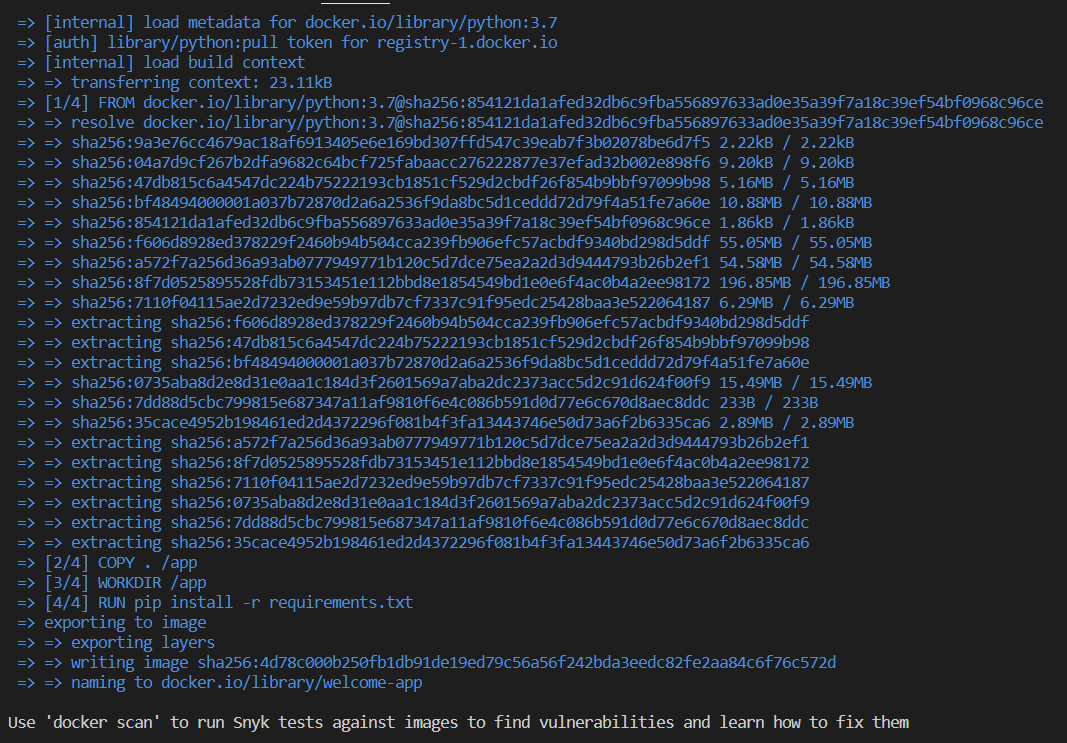 => [internal] load metadata for docker.io/library/python:3.7
=> [auth] library/python:pull token for registry-1.docker.io
=> [internal] load build context
=> => transferring context: 23.11kB
=> [1/4] FROM docker.io/library/python:3.7@sha256:854121da1afed32db6c9fba556897633ad0e35a39f7a18c39ef54bf0968c96ce
=> => resolve docker.io/library/python:3.7@sha256:854121da1afed32db6c9fba556897633ad0e35a39f7a18c39ef54bf0968c96ce
=> => sha256:9a3e76cc4679ac18af6913405e6e169bd307ffd547c39eab7f3b02078be6d7f5 2.22kB / 2.22kB
=> => sha256:04a7d9cf267b2dfa9682c64bcf725fabaacc276222877e37efad32b002e898f6 9.20kB / 9.20kB
=> => sha256:47db815c6a4547dc224b75222193cb1851cf529d2cbdf26f854b9bbf97099b98 5.16MB / 5.16MB
=> => sha256:bf48494000001a037b72870d2a6a2536f9da8bc5d1ceddd72d79f4a51fe7a60e 10.88MB / 10.88MB
=> => sha256:854121da1afed32db6c9fba556897633ad0e35a39f7a18c39ef54bf0968c96ce 1.86kB / 1.86kB
=> => sha256:f606d8928ed378229f2460b94b504cca239fb906efc57acbdf9340bd298d5ddf 55.05MB / 55.05MB
=> => sha256:a572f7a256d36a93ab0777949771b120c5d7dce75ea2a2d3d9444793b26b2ef1 54.58MB / 54.58MB
=> => sha256:8f7d0525895528fdb73153451e112bbd8e1854549bd1e0e6f4ac0b4a2ee98172 196.85MB / 196.85MB
=> => sha256:7110f04115ae2d7232ed9e59b97db7cf7337c91f95edc25428baa3e522064187 6.29MB / 6.29MB
=> => extracting sha256:f606d8928ed378229f2460b94b504cca239fb906efc57acbdf9340bd298d5ddf
=> => extracting sha256:47db815c6a4547dc224b75222193cb1851cf529d2cbdf26f854b9bbf97099b98
=> => extracting sha256:bf48494000001a037b72870d2a6a2536f9da8bc5d1ceddd72d79f4a51fe7a60e
=> => sha256:0735aba8d2e8d31e0aa1c184d3f2601569a7aba2dc2373acc5d2c91d624f00f9 15.49MB / 15.49MB
=> => sha256:7dd88d5cbc799815e687347a11af9810f6e4c086b591d0d77e6c670d8aec8ddc 233B / 233B
=> => sha256:35cace4952b198461ed2d4372296f081b4f3fa13443746e50d73a6f2b6335ca6 2.89MB / 2.89MB
=> => extracting sha256:a572f7a256d36a93ab0777949771b120c5d7dce75ea2a2d3d9444793b26b2ef1
=> => extracting sha256:8f7d0525895528fdb73153451e112bbd8e1854549bd1e0e6f4ac0b4a2ee98172
=> => extracting sha256:7110f04115ae2d7232ed9e59b97db7cf7337c91f95edc25428baa3e522064187
=> => extracting sha256:0735aba8d2e8d31e0aa1c184d3f2601569a7aba2dc2373acc5d2c91d624f00f9
=> => extracting sha256:7dd88d5cbc799815e687347a11af9810f6e4c086b591d0d77e6c670d8aec8ddc
=> => extracting sha256:35cace4952b198461ed2d4372296f081b4f3fa13443746e50d73a6f2b6335ca6
=> [2/4] COPY . /app
=> [3/4] WORKDIR /app
=> [4/4] RUN pip install -r requirements.txt
=> exporting to image
=> => exporting layers
=> => writing image sha256:4d78c000b250fb1db91de19ed79c56a56f242bda3eedc82fe2aa84c6f76c572d
=> => naming to docker.io/library/welcome-app
Use 'docker scan' to run Snyk tests against images to find vulnerabilities and learn how to fix them